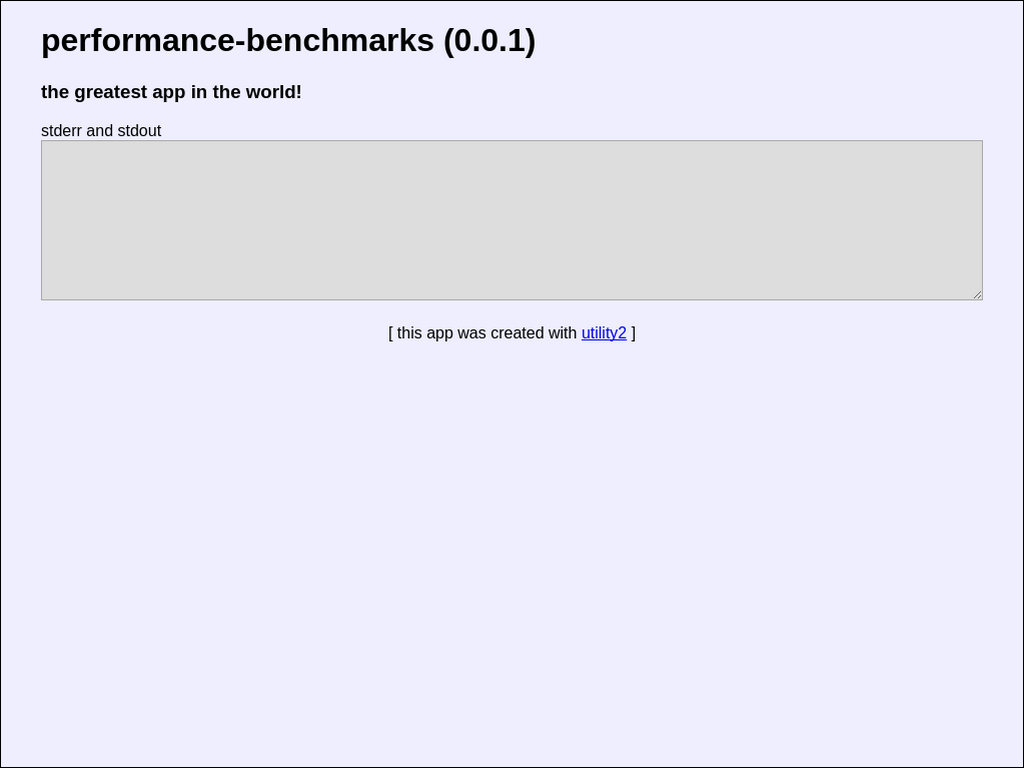 performance-benchmarks (0.0.1)
the greatest app in the world!
stderr and stdout
[ this app was created with utility2 ]